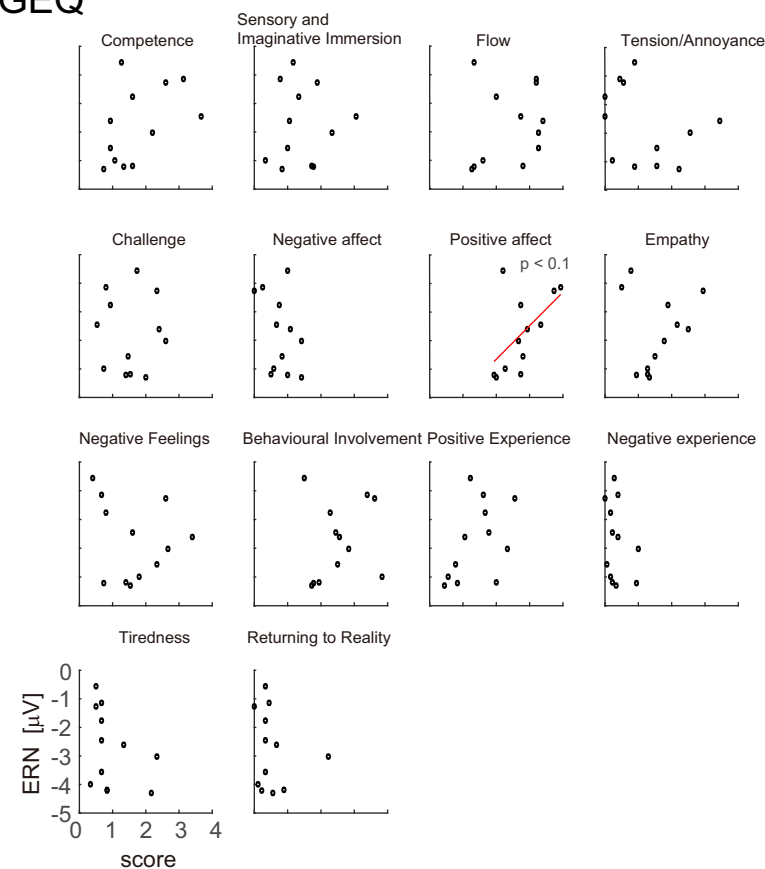 GEQ
Competence
Sensory and
Imaginative Immersion
Flow
Tension/Annoyance
Challenge
Negative affect
Positive affect
p < 0.1
Empathy
Negative Feelings
Behavioural Involvement
Positive Experience
Negative experience
Tiredness
Returning to Reality
ERN [μV]
0
-1
-2
-3
-4
-5
0 1 2 3 4
score